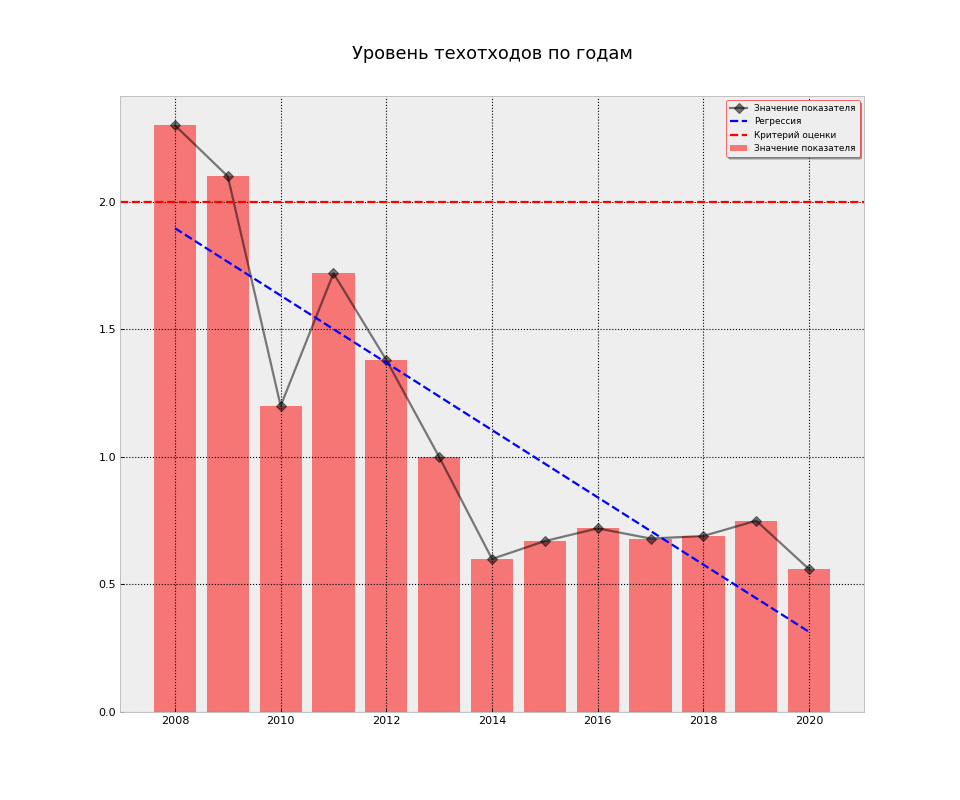 Уровень техотходов по годам
Значение показателя
Регрессия
Критерий оценки
Значение показателя
2.0
1.5
1.0
0.5
0.0
2008 2010 2012 2014 2016 2018 2020